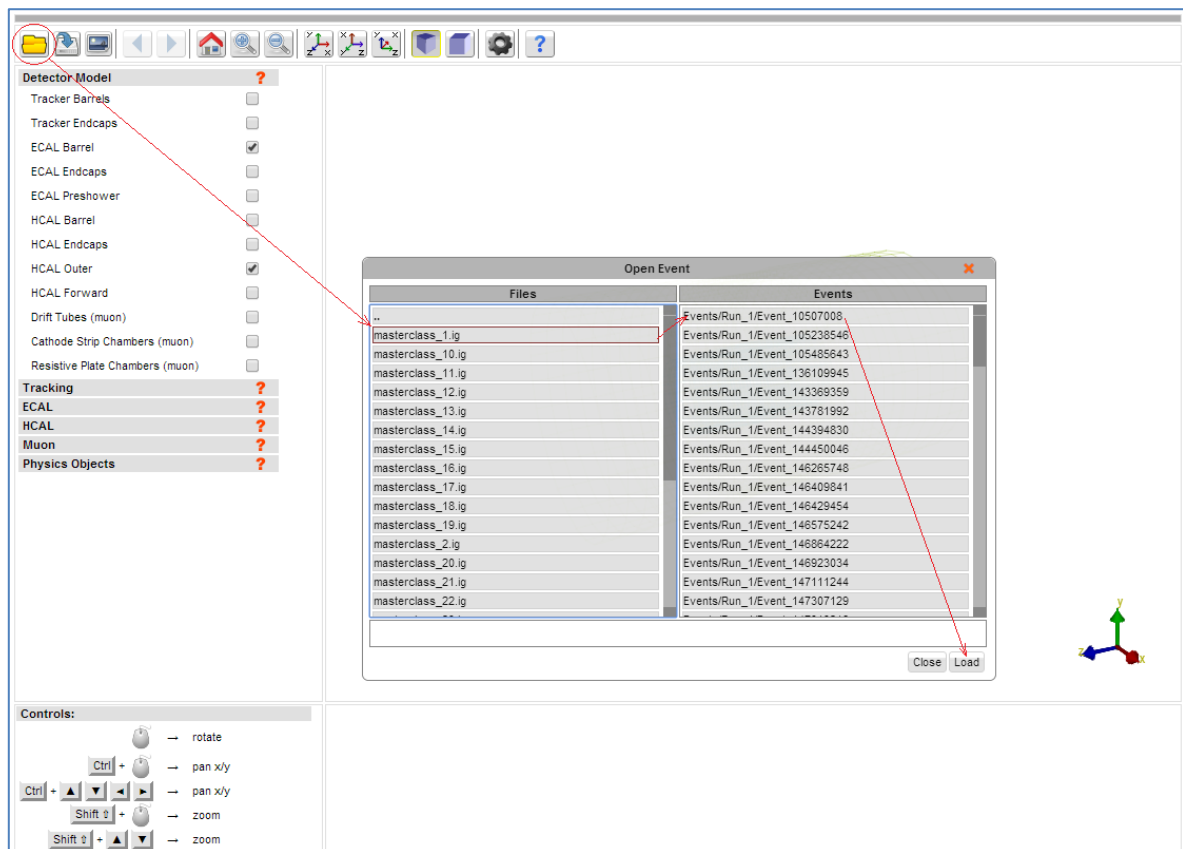 Detector Model ?
Tracker Barrels
Tracker Endcaps
ECAL Barrel
ECAL Endcaps
ECAL Preshower
HCAL Barrel
HCAL Endcaps
HCAL Outer
HCAL Forward
Drift Tubes (muon)
Cathode Strip Chambers (muon)
Resistive Plate Chambers (muon)
Tracking ?
ECAL ?
HCAL ?
Muon ?
Physics Objects ?
Open Event
Files
..
masterclass_1.ig
masterclass_10.ig
masterclass_11.ig
masterclass_12.ig
masterclass_13.ig
masterclass_14.ig
masterclass_15.ig
masterclass_16.ig
masterclass_17.ig
masterclass_18.ig
masterclass_19.ig
masterclass_2.ig
masterclass_20.ig
masterclass_21.ig
masterclass_22.ig
Events
Events/Run_1/Event_10507008
Events/Run_1/Event_105238546
Events/Run_1/Event_105485643
Events/Run_1/Event_136109945
Events/Run_1/Event_143369359
Events/Run_1/Event_143781992
Events/Run_1/Event_144394830
Events/Run_1/Event_144450046
Events/Run_1/Event_146265748
Events/Run_1/Event_146409841
Events/Run_1/Event_146429454
Events/Run_1/Event_146575242
Events/Run_1/Event_146864222
Events/Run_1/Event_146923034
Events/Run_1/Event_147111244
Events/Run_1/Event_147307129
Close Load
y
z x
Controls:
→ rotate
Ctrl + → pan x/y
Ctrl + ▲ ▼ ◄ ► → pan x/y
Shift ⇧ + → zoom
Shift ⇧ + ▲ ▼ → zoom